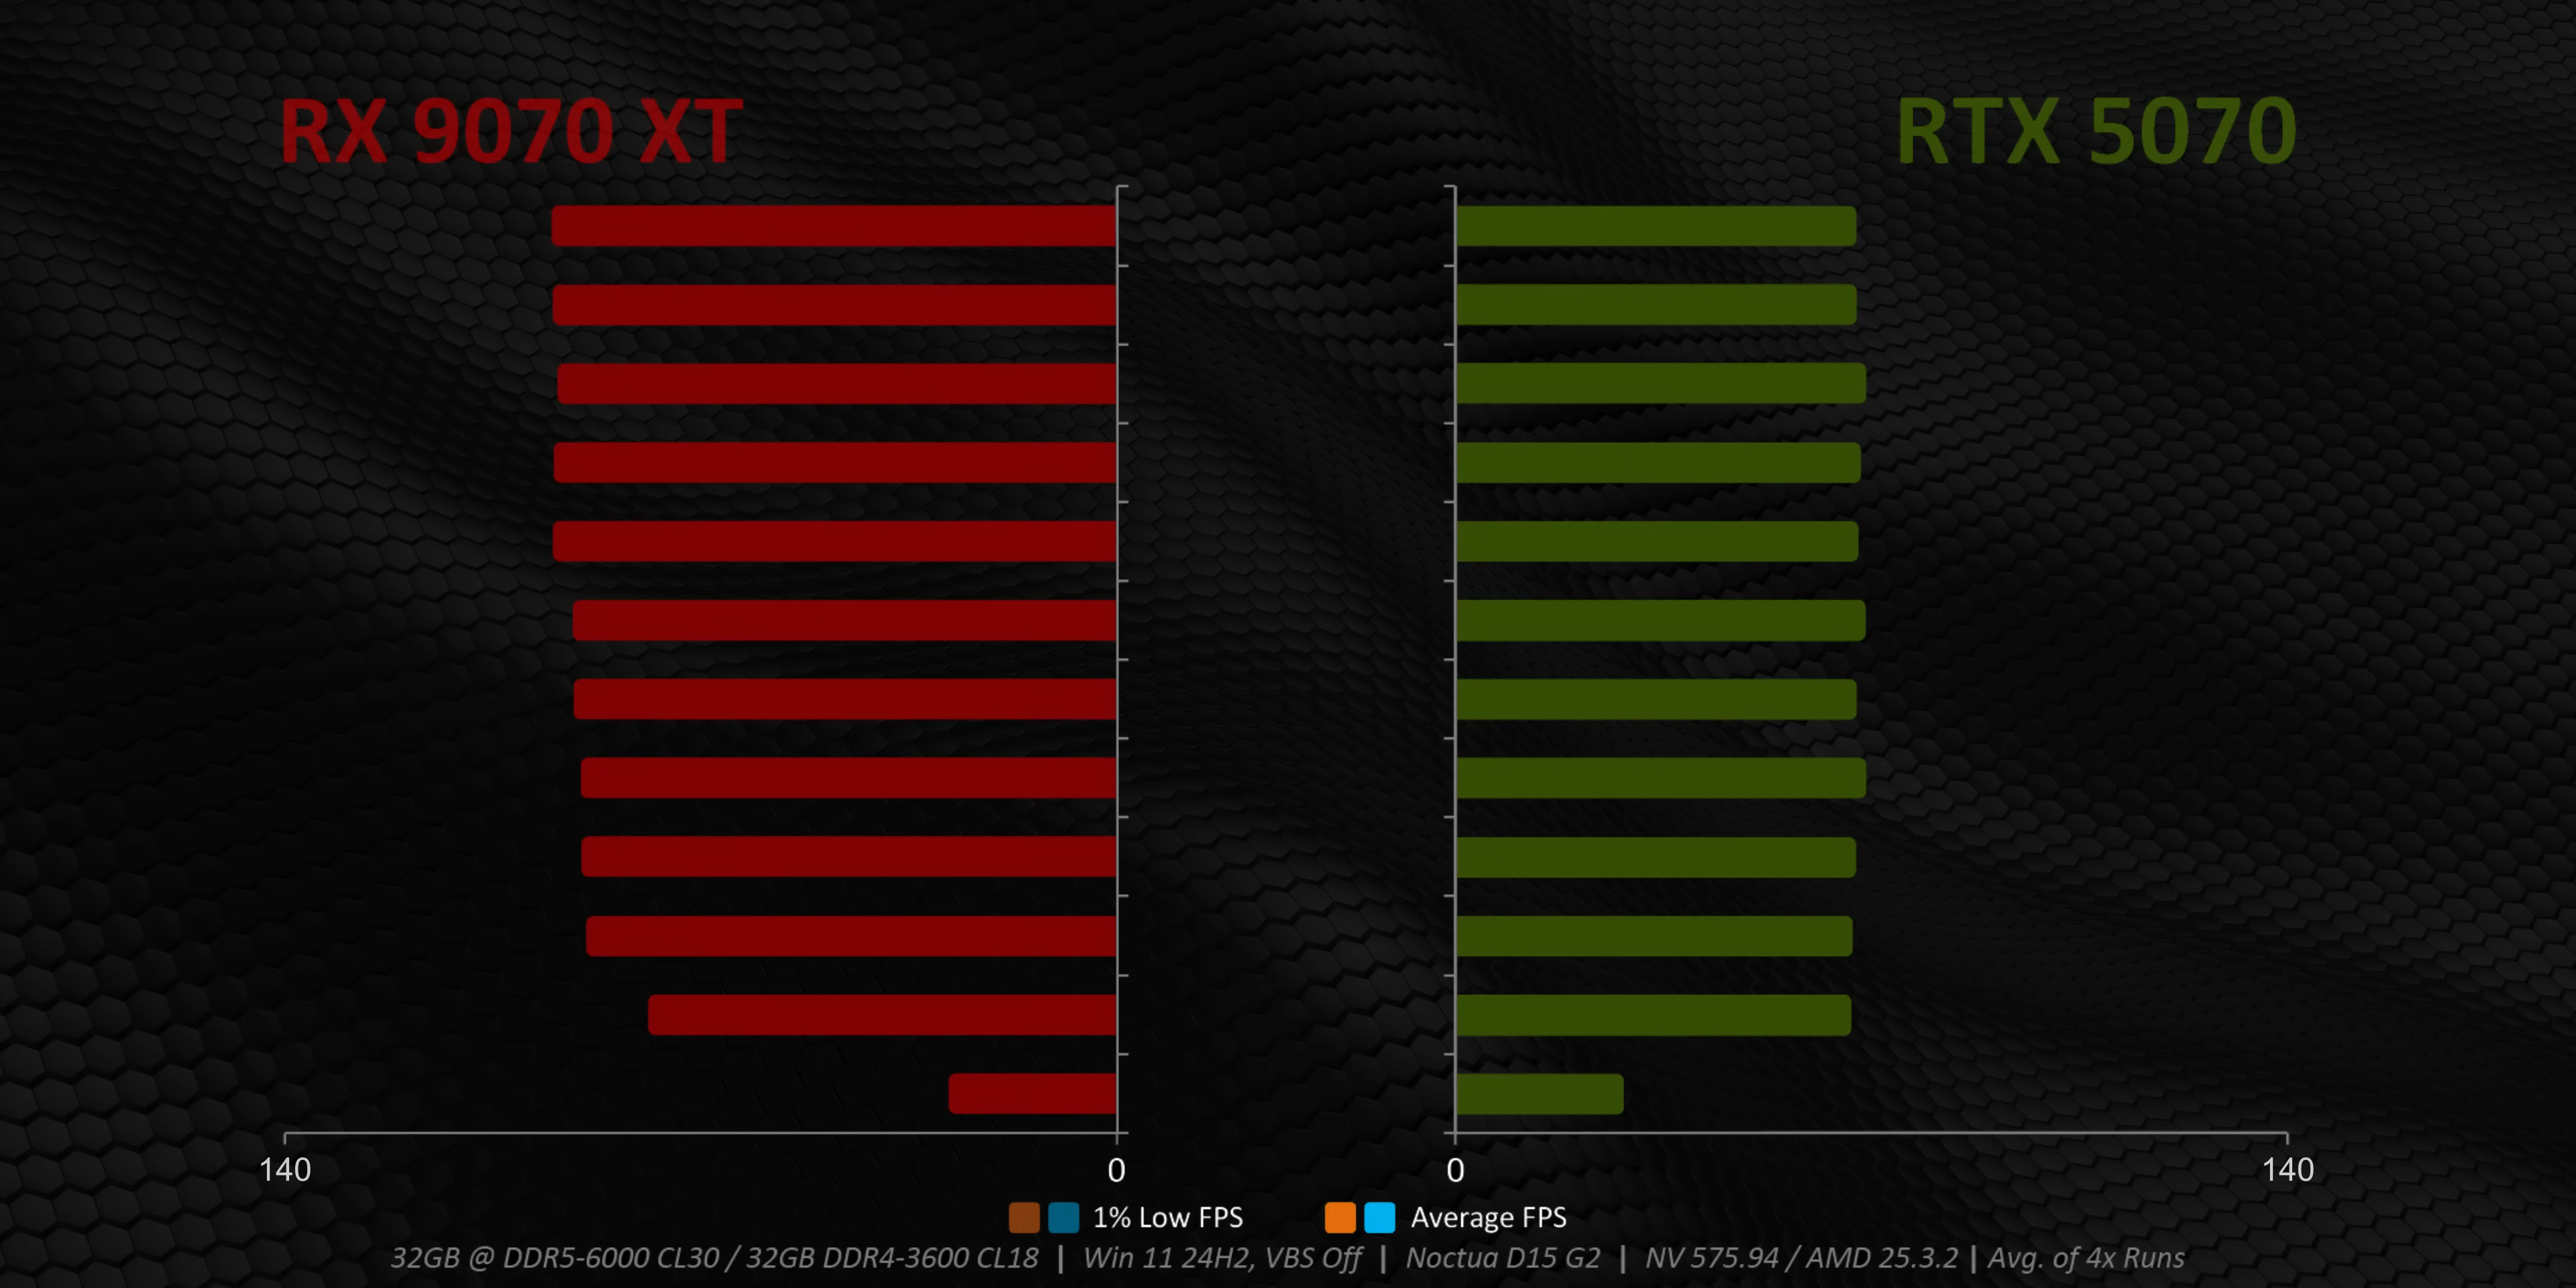 RX 9070 XT
RTX 5070
140
0
0
140
1% Low FPS
Average FPS
32GB @ DDR5-6000 CL30 / 32GB DDR4-3600 CL18 | Win 11 24H2, VBS Off | Noctua D15 G2 | NV 575.94 / AMD 25.3.2 | Avg. of 4x Runs